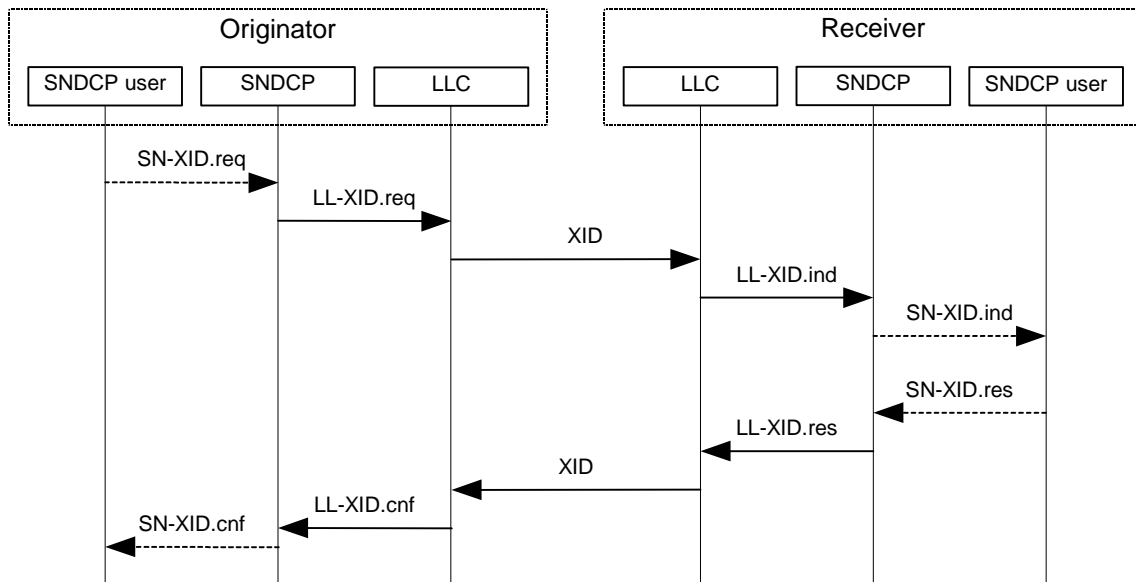 Originator
Receiver
SNDCP user
SNDCP
LLC
LLC
SNDCP
SNDCP user
SN-XID.req
LL-XID.req
XID
LL-XID.ind
SN-XID.ind
SN-XID.res
LL-XID.res
XID
LL-XID.cnf
SN-XID.cnf